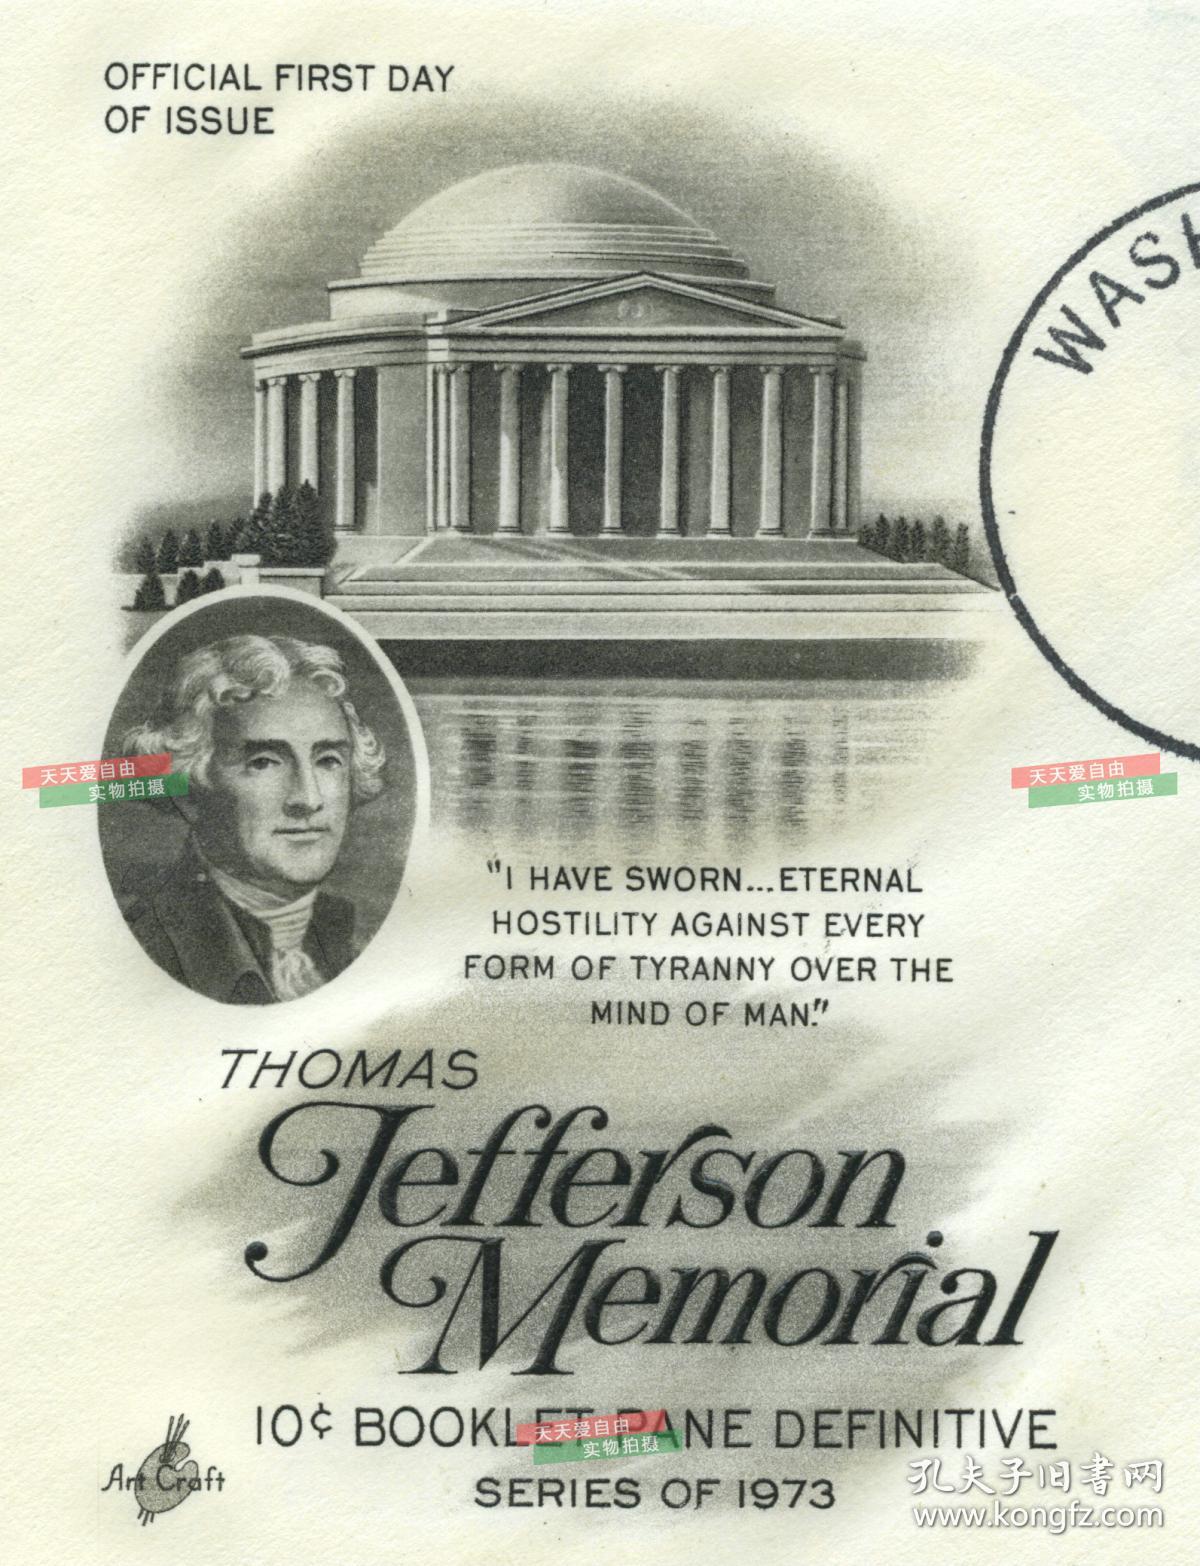 OFFICIAL FIRST DAY
OF ISSUE
WASH
天天爱自由
实物拍摄
天天爱自由
实物拍摄
"I HAVE SWORN...ETERNAL
HOSTILITY AGAINST EVERY
FORM OF TYRANNY OVER THE
MIND OF MAN."
THOMAS
Jefferson
Memorial
10¢ BOOKLET PANE DEFINITIVE
天天爱自由
实物拍摄
SERIES OF 1973
Art Craft
孔夫子旧书网
www.kongfz.com